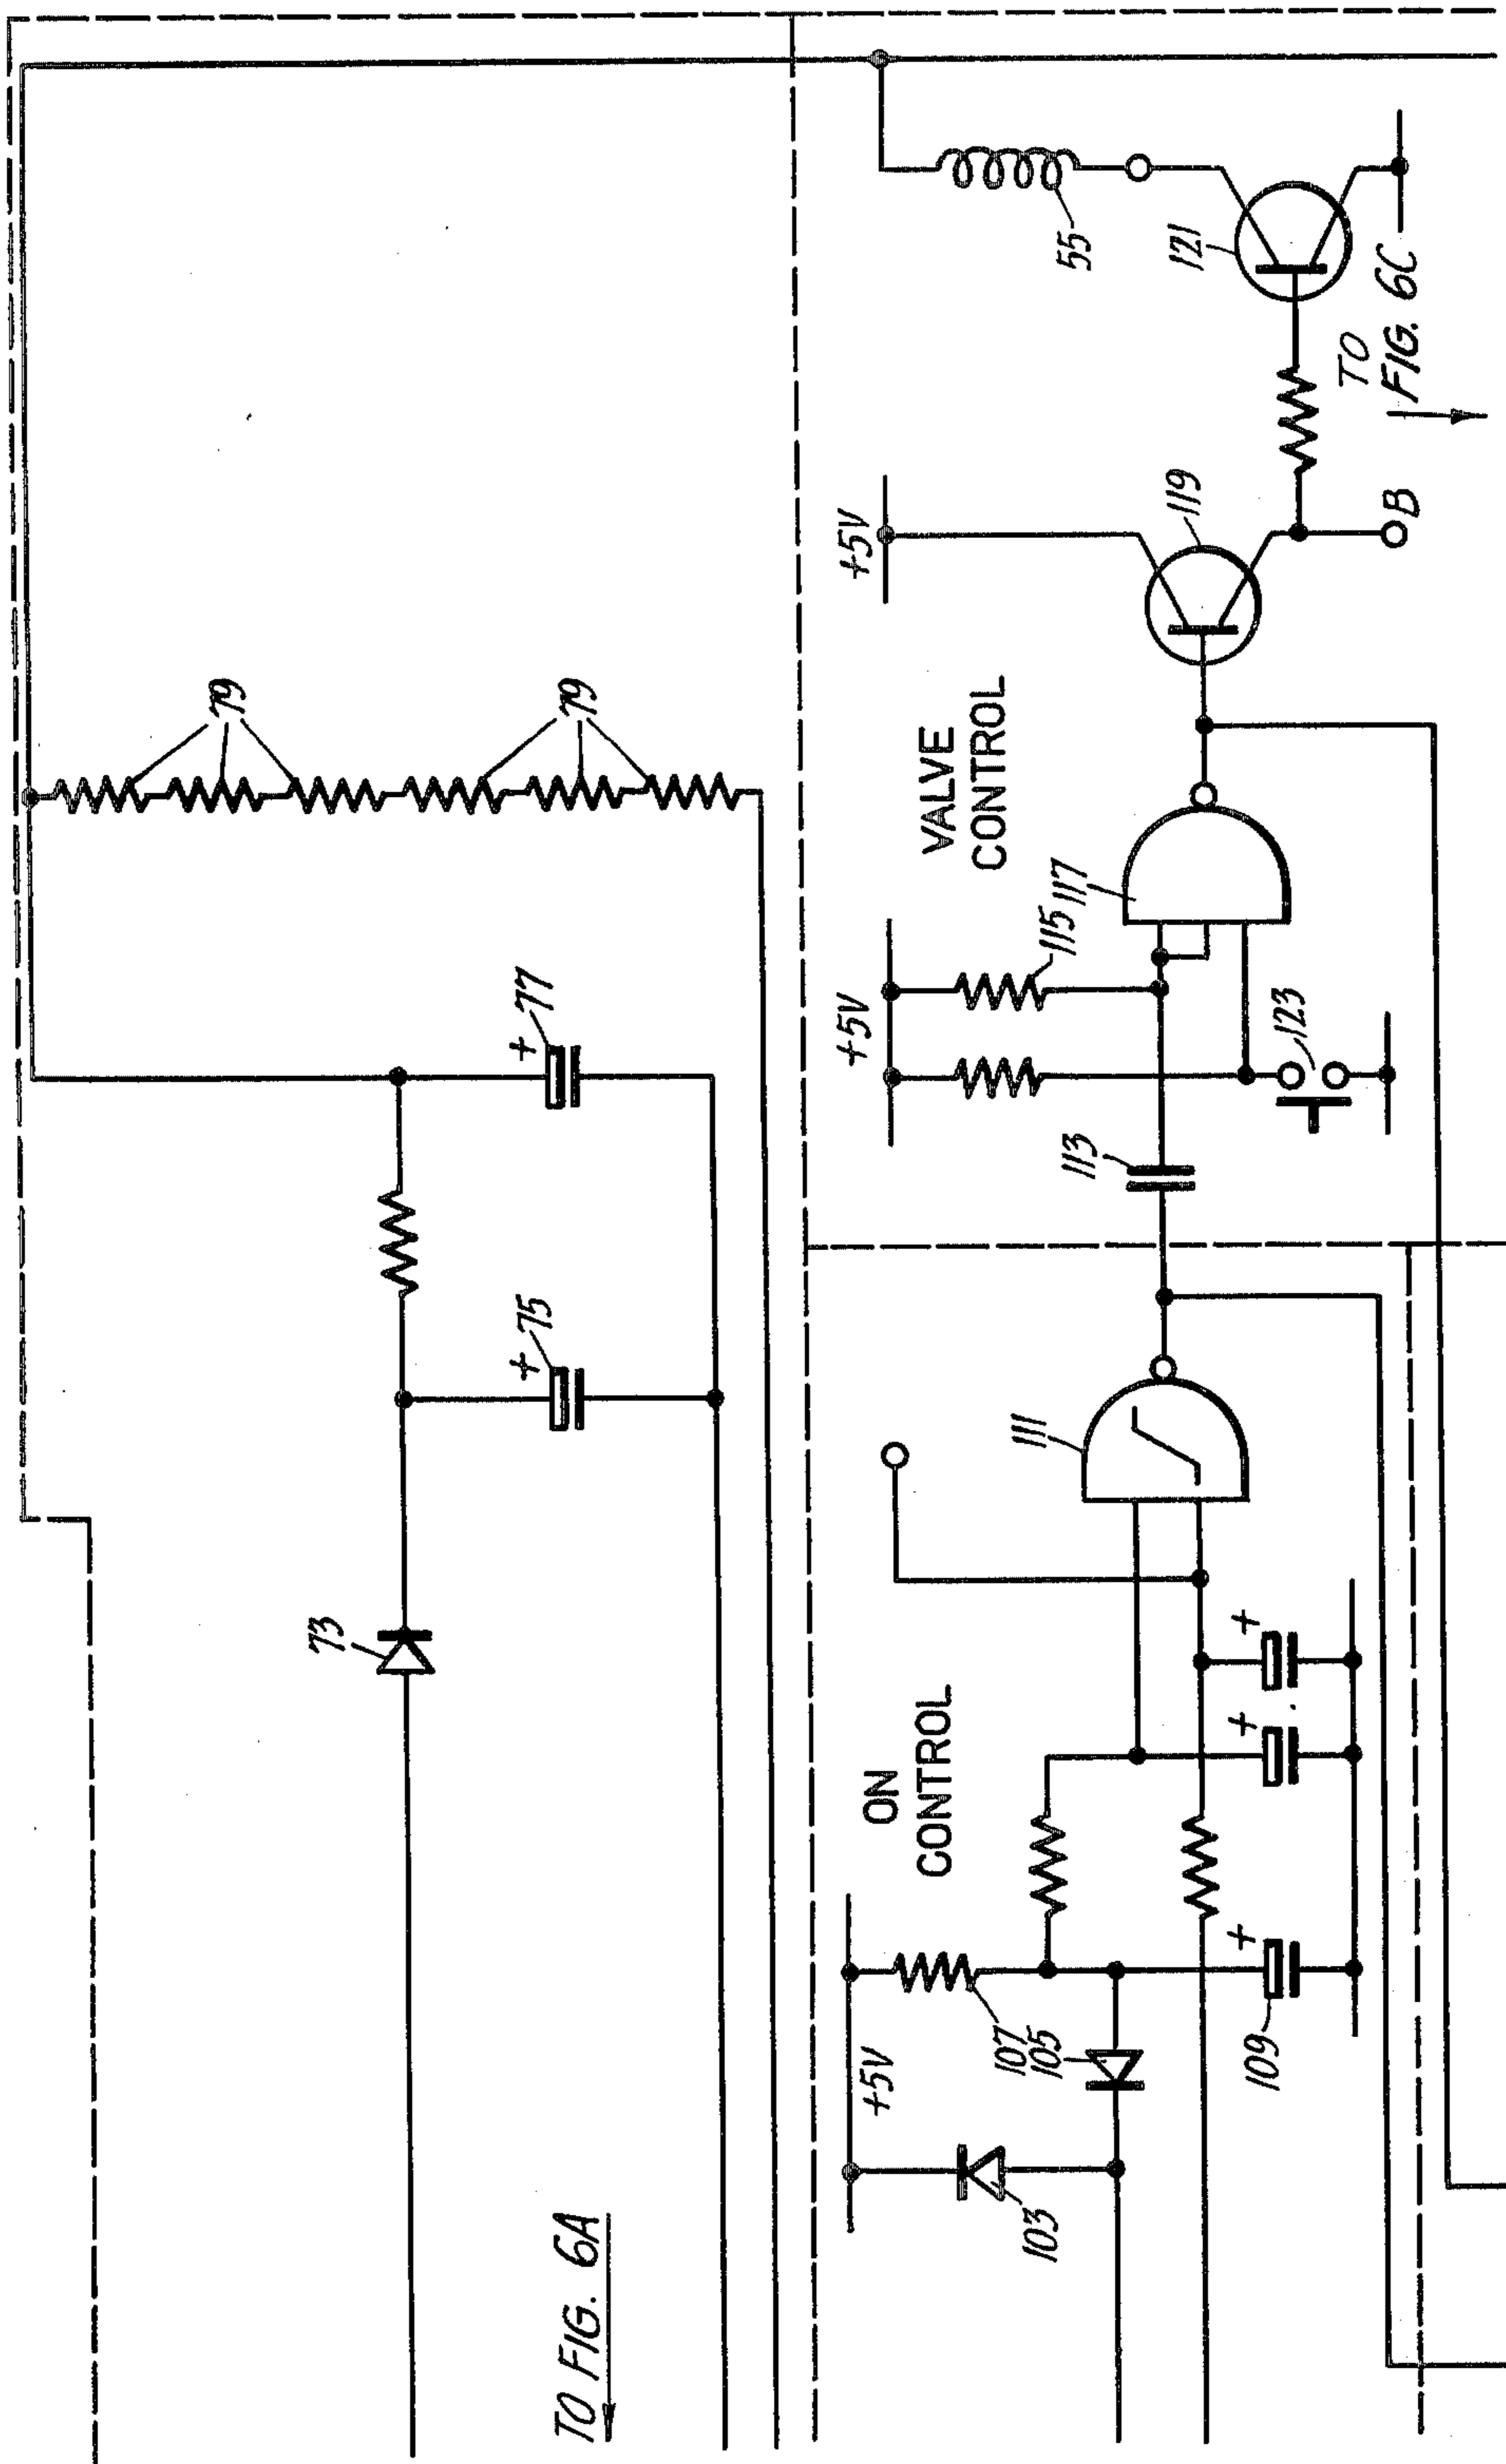 79
79
+ 77
+ 75
73
TO FIG. 6A
55
121
TO
FIG. 6C
+5V
119
B
VALVE
CONTROL
+5V
115
117
123
113
111
ON
CONTROL
+
+
+
+5V
107
105
109
103